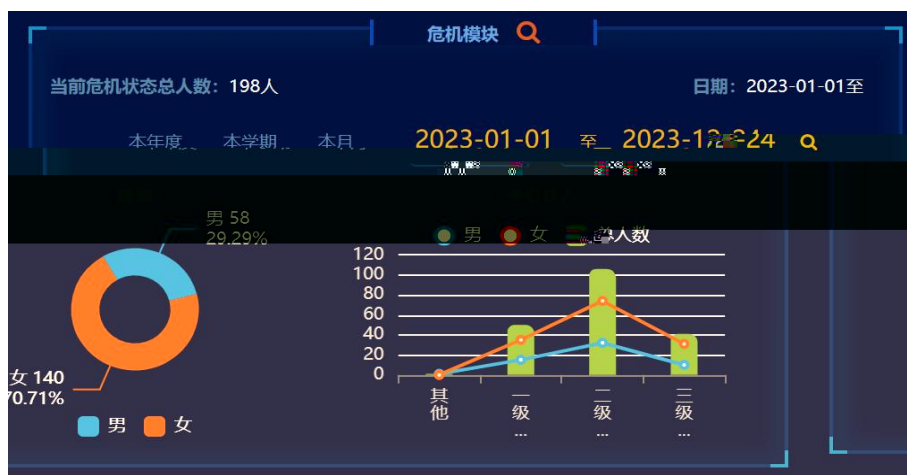 危机模块
当前危机状态总人数：198人
日期：2023-01-01至
本年度 本学期 本月 2023-01-01 至
男 58
29.29%
男 女 总人数
120
100
80
60
40
20
0
女 140
70.71%
其他 一级... 二级... 三级...
男 女